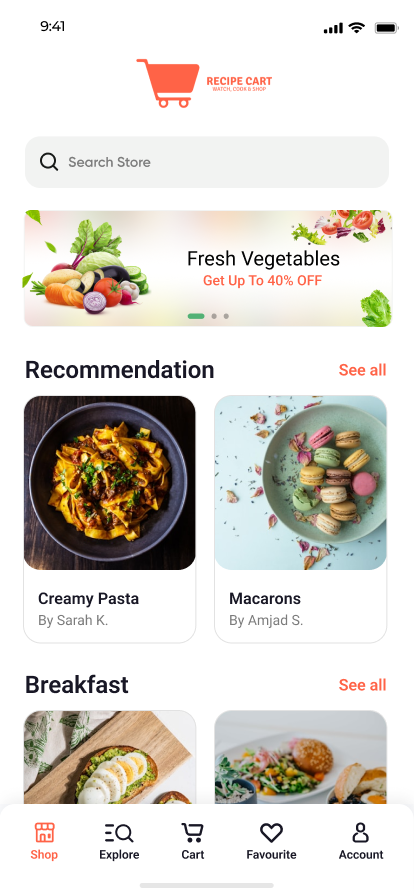 9:41
RECIPE CART
WATCH, COOK & SHOP
Search Store
Fresh Vegetables
Get Up To 40% OFF
Recommendation See all
Creamy Pasta Macarons
By Sarah K. By Amjad S.
Breakfast See all
Shop Explore Cart Favourite Account